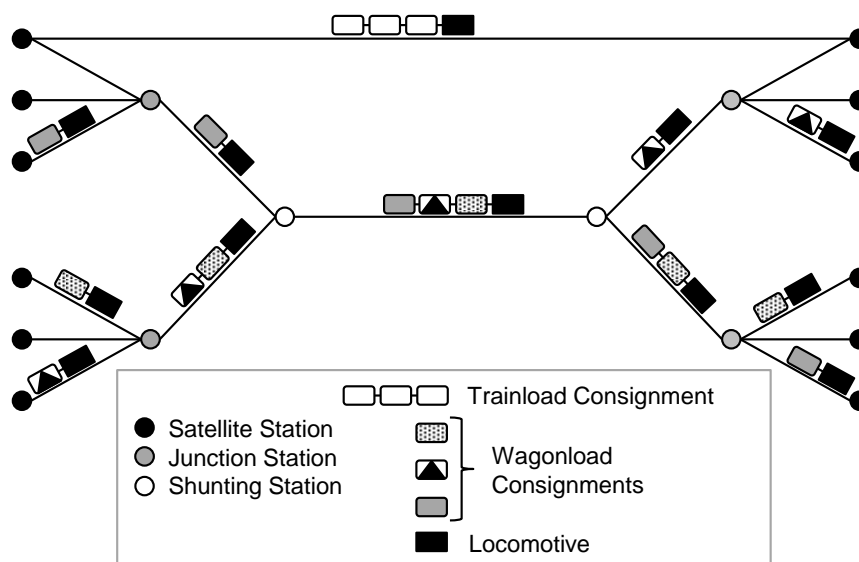 Trainload Consignment
Satellite Station
Junction Station
Shunting Station
Wagonload
Consignments
Locomotive